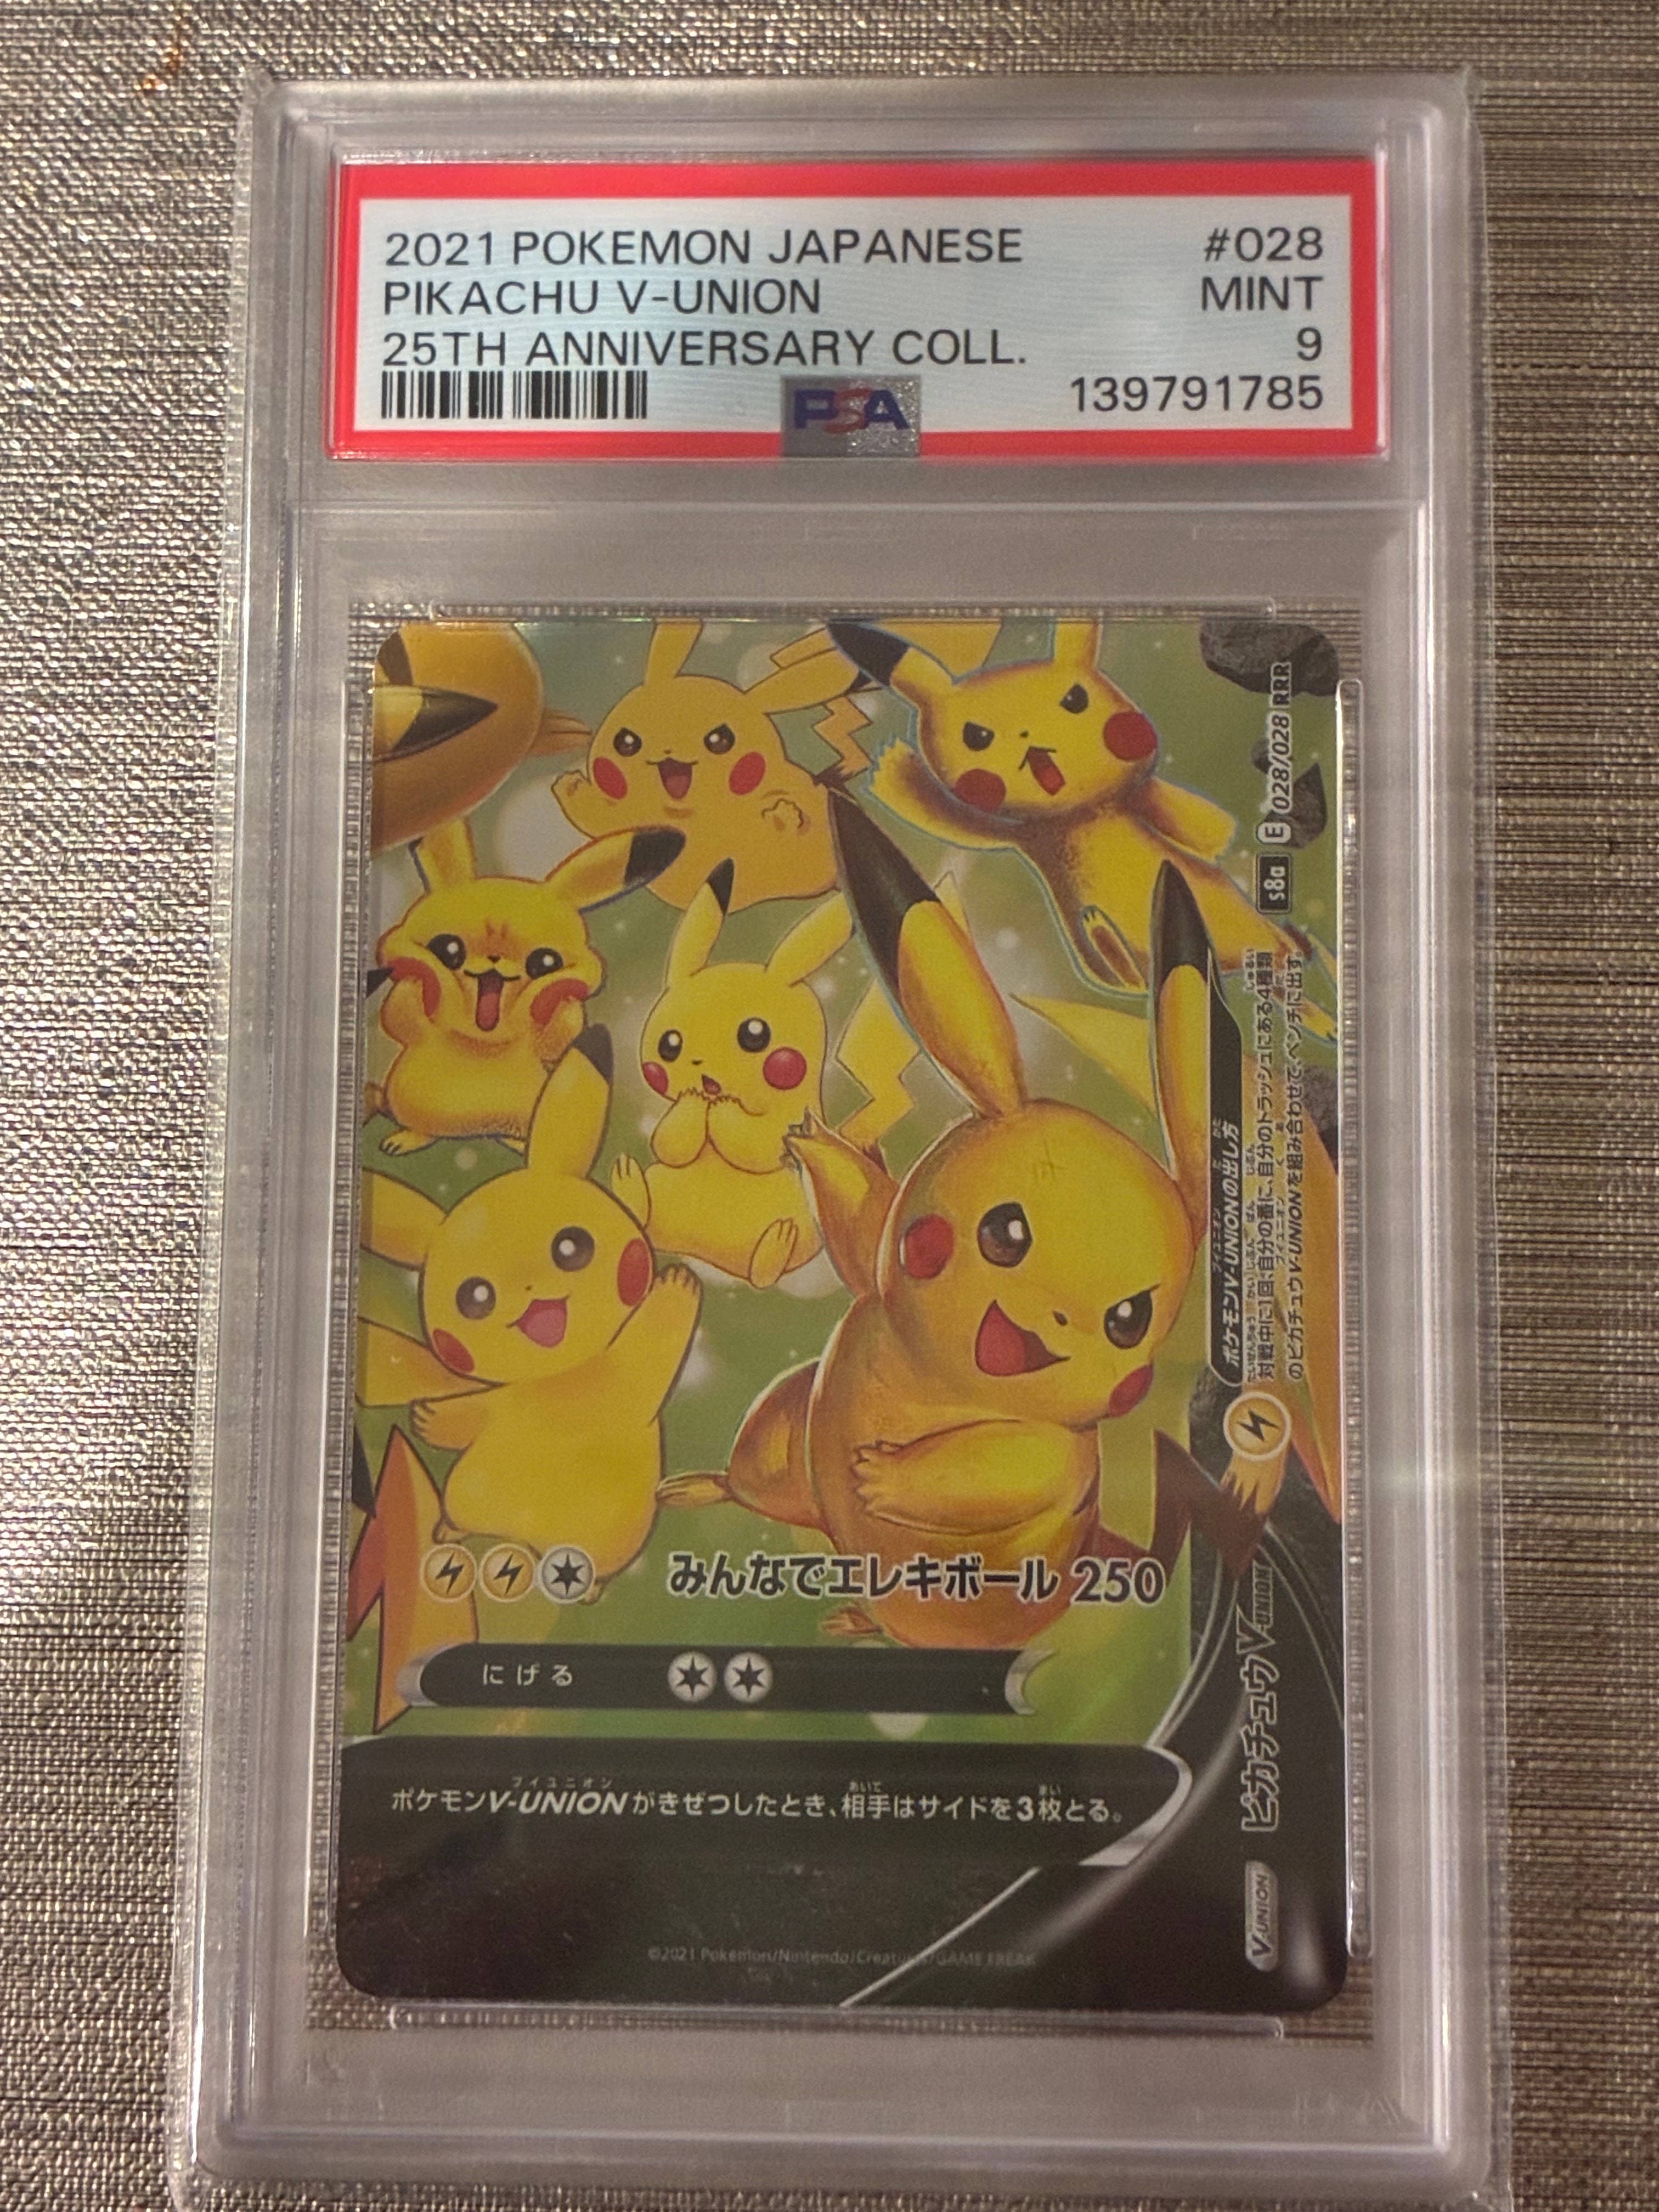 2021 POKEMON JAPANESE #028
PIKACHU V-UNION MINT
25TH ANNIVERSARY COLL. 9
PSA 139791785
s8a E 028/028 RRR
ポケモンV-UNIONの出し方
対戦中に1回、自分の番に、自分のトラッシュにある4種類
のピカチュウV-UNIONを組み合わせて、ベンチに出す。
みんなでエレキボール 250
にげる
ポケモンV-UNIONがきぜつしたとき、相手はサイドを3枚とる。
V-UNION ピカチュウV-UNION
©2021 Pokémon/Nintendo/Creatures/GAME FREAK